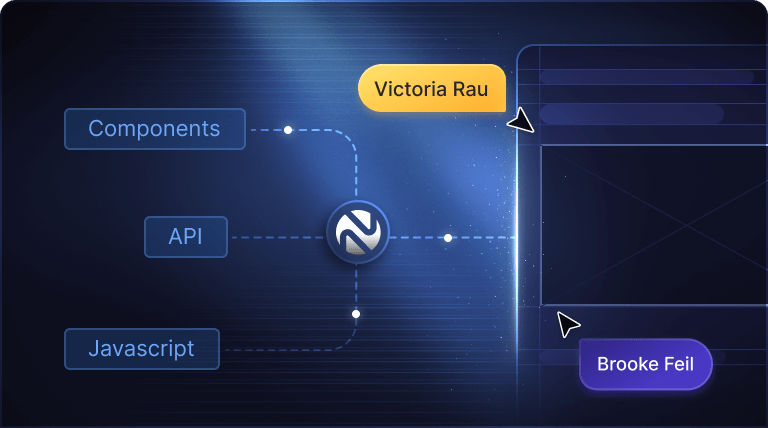 Victoria Rau
Components
API
Javascript
Brooke Feil